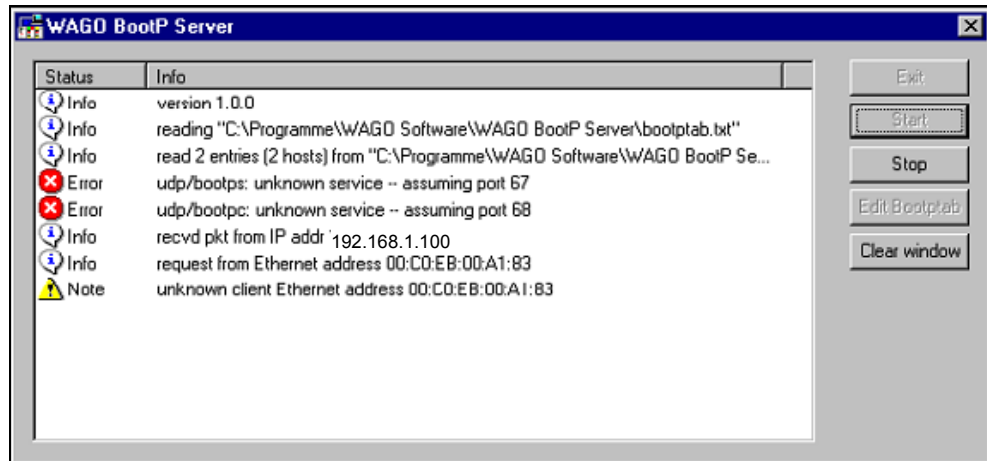 WAGO BootP Server
Status Info
Info version 1.0.0
Info reading "C:\Programme\WAGO Software\WAGO BootP Server\bootptab.txt"
Info read 2 entries (2 hosts) from "C:\Programme\WAGO Software\WAGO BootP Se...
Error udp/bootps: unknown service -- assuming port 67
Error udp/bootpc: unknown service -- assuming port 68
Info recvd pkt from IP addr 192.168.1.100
Info request from Ethernet address 00:C0:EB:00:A1:83
Note unknown client Ethernet address 00:C0:EB:00:A1:83
Exit
Start
Stop
Edit Bootptab
Clear window